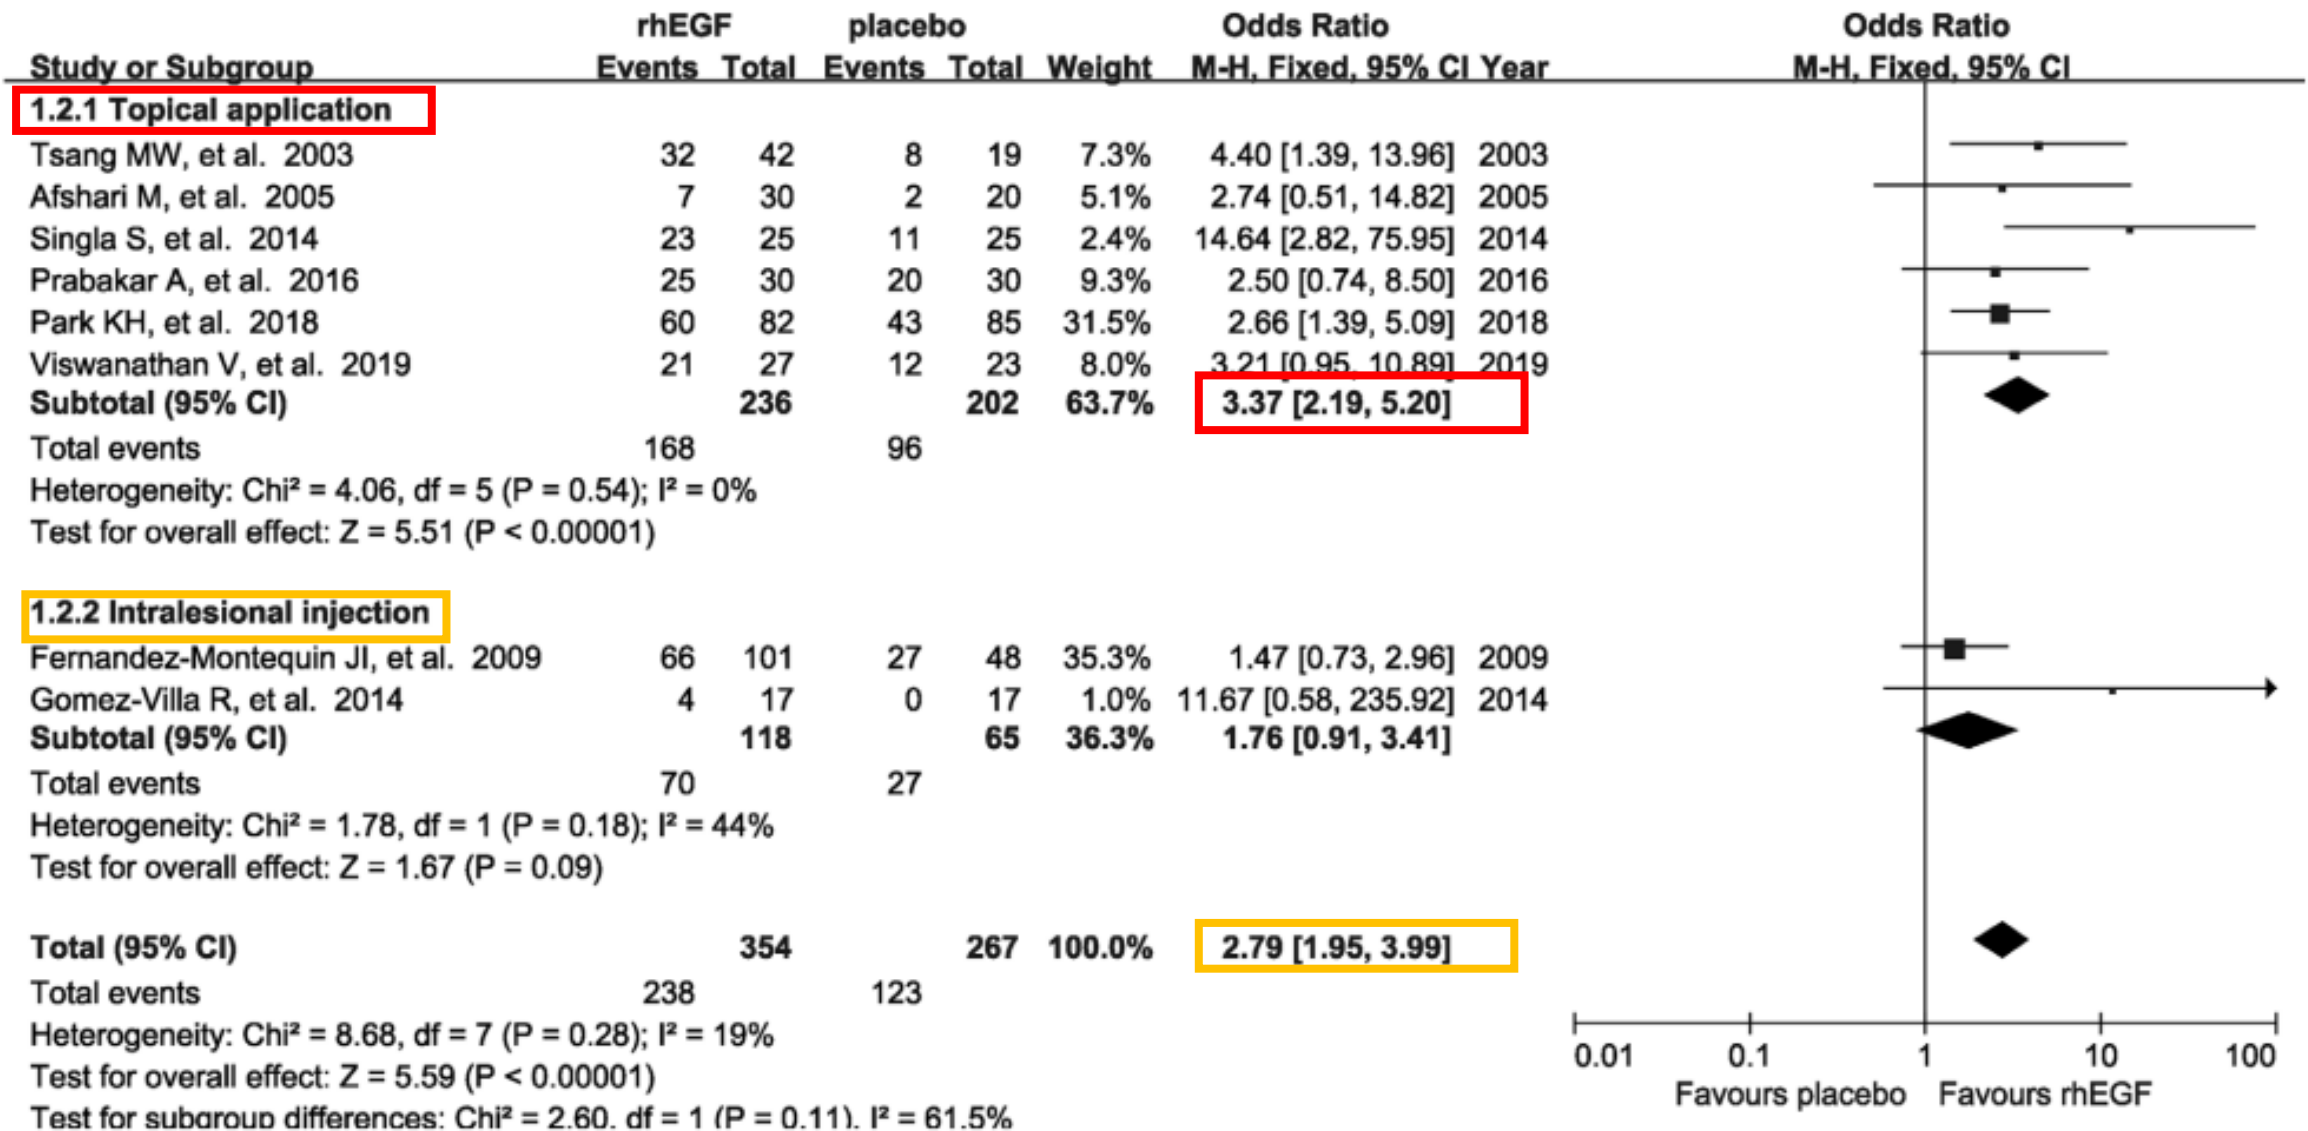 rhEGF placebo Odds Ratio Odds Ratio
Study or Subgroup Events Total Events Total Weight M-H, Fixed, 95% CI Year M-H, Fixed, 95% CI
1.2.1 Topical application
Tsang MW, et al. 2003 32 42 8 19 7.3% 4.40 [1.39, 13.96] 2003
Afshari M, et al. 2005 7 30 2 20 5.1% 2.74 [0.51, 14.82] 2005
Singla S, et al. 2014 23 25 11 25 2.4% 14.64 [2.82, 75.95] 2014
Prabakar A, et al. 2016 25 30 20 30 9.3% 2.50 [0.74, 8.50] 2016
Park KH, et al. 2018 60 82 43 85 31.5% 2.66 [1.39, 5.09] 2018
Viswanathan V, et al. 2019 21 27 12 23 8.0% 3.21 [0.95, 10.89] 2019
Subtotal (95% CI) 236 202 63.7% 3.37 [2.19, 5.20]
Total events 168 96
Heterogeneity: Chi² = 4.06, df = 5 (P = 0.54); I² = 0%
Test for overall effect: Z = 5.51 (P < 0.00001)
1.2.2 Intralesional injection
Fernandez-Montequin JI, et al. 2009 66 101 27 48 35.3% 1.47 [0.73, 2.96] 2009
Gomez-Villa R, et al. 2014 4 17 0 17 1.0% 11.67 [0.58, 235.92] 2014
Subtotal (95% CI) 118 65 36.3% 1.76 [0.91, 3.41]
Total events 70 27
Heterogeneity: Chi² = 1.78, df = 1 (P = 0.18); I² = 44%
Test for overall effect: Z = 1.67 (P = 0.09)
Total (95% CI) 354 267 100.0% 2.79 [1.95, 3.99]
Total events 238 123
Heterogeneity: Chi² = 8.68, df = 7 (P = 0.28); I² = 19%
Test for overall effect: Z = 5.59 (P < 0.00001)
Test for subgroup differences: Chi² = 2.60, df = 1 (P = 0.11), I² = 61.5%
0.01 0.1 1 10 100
Favours placebo Favours rhEGF